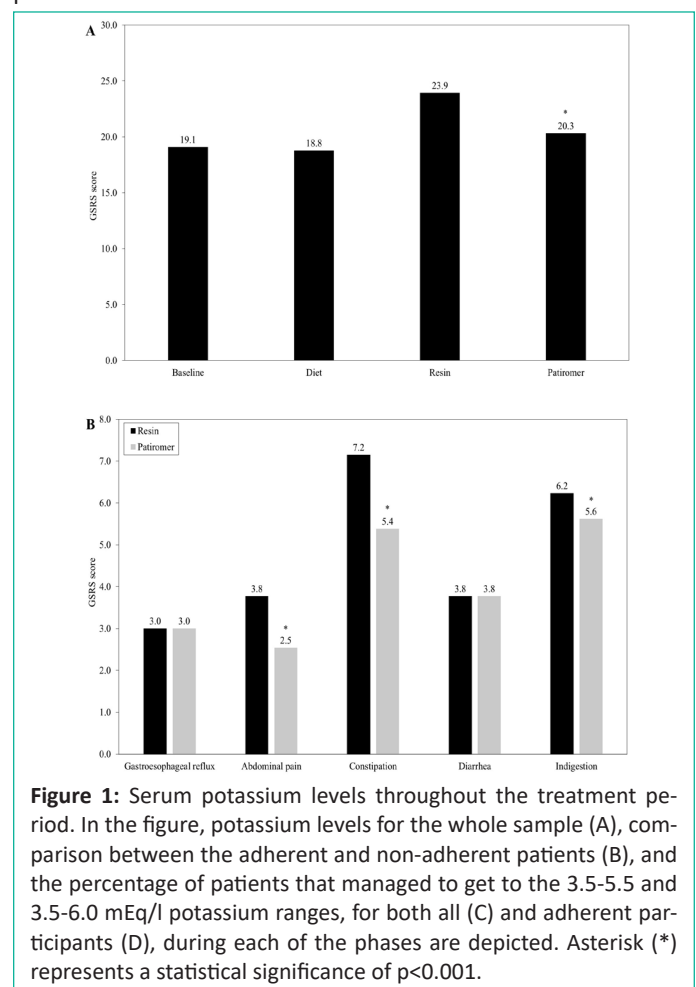 A
30.0
25.0
20.0
15.0
10.0
5.0
0.0
GSRS score
19.1
18.8
23.9
*
20.3
Baseline Diet Resin Patiromer
B
8.0
7.0
6.0
5.0
4.0
3.0
2.0
1.0
0.0
GSRS score
Resin
Patiromer
3.0 3.0
3.8
*
2.5
7.2
*
5.4
3.8 3.8
6.2
*
5.6
Gastroesophageal reflux Abdominal pain Constipation Diarrhea Indigestion
Figure 1: Serum potassium levels throughout the treatment pe-
riod. In the figure, potassium levels for the whole sample (A), com-
parison between the adherent and non-adherent patients (B), and
the percentage of patients that managed to get to the 3.5-5.5 and
3.5-6.0 mEq/l potassium ranges, for both all (C) and adherent par-
ticipants (D), during each of the phases are depicted. Asterisk (*)
represents a statistical significance of p<0.001.